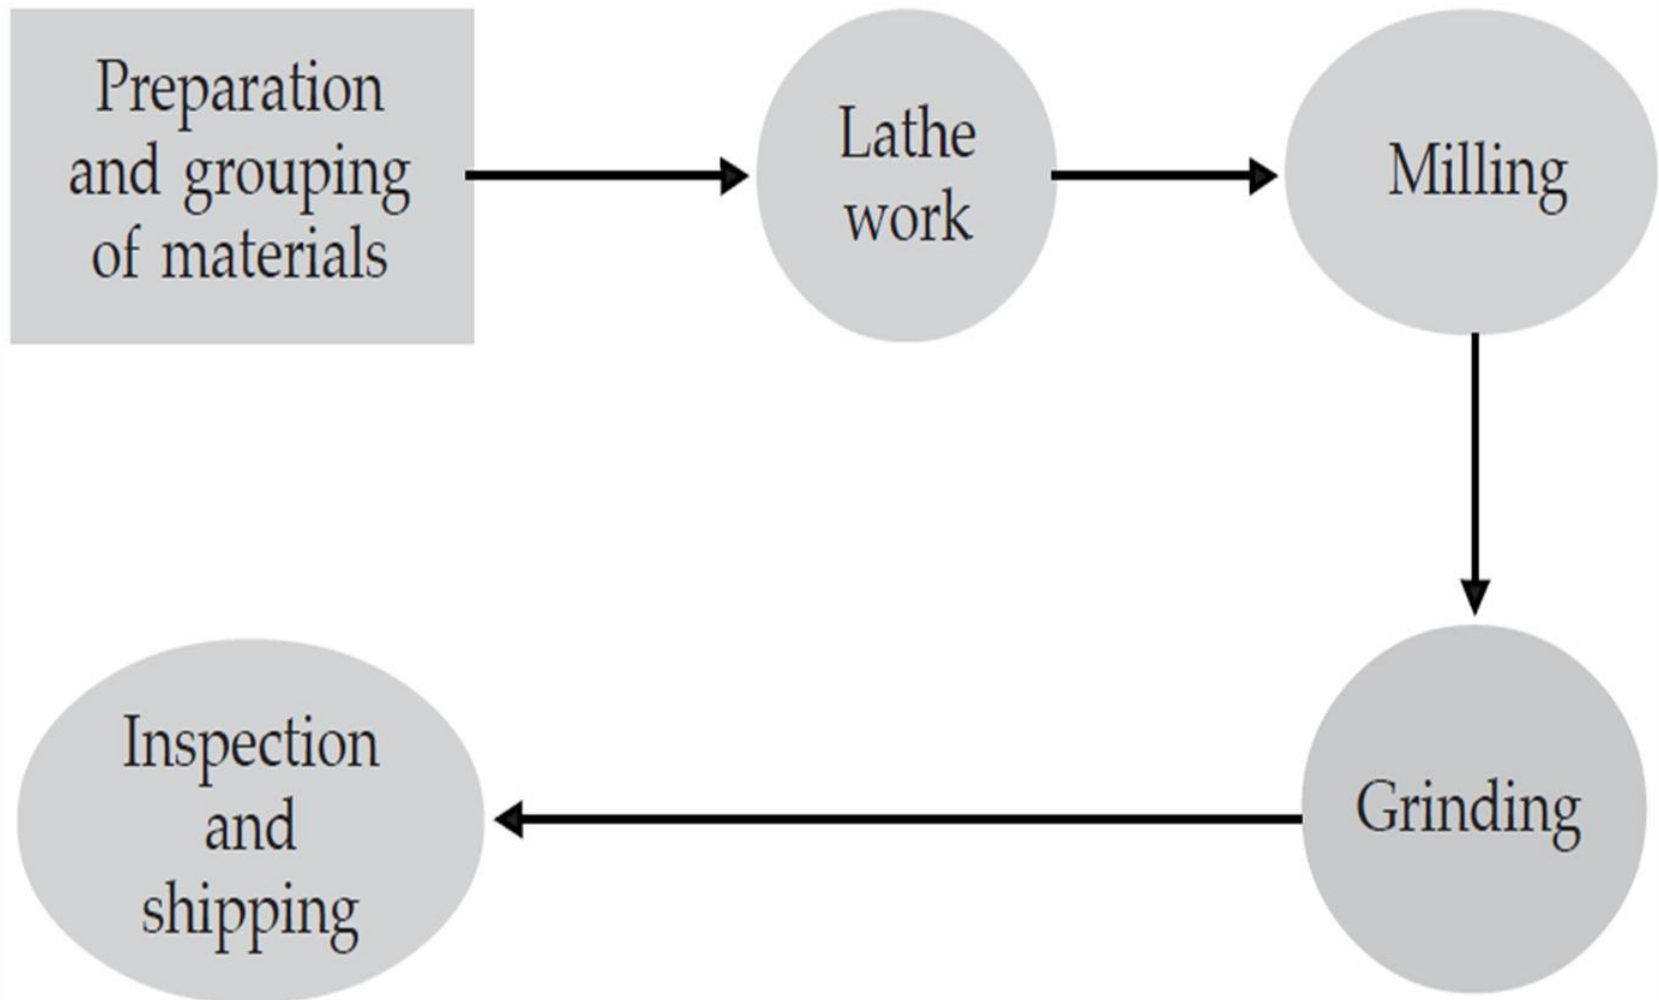 Preparation
and grouping
of materials
Lathe
work
Milling
Grinding
Inspection
and
shipping